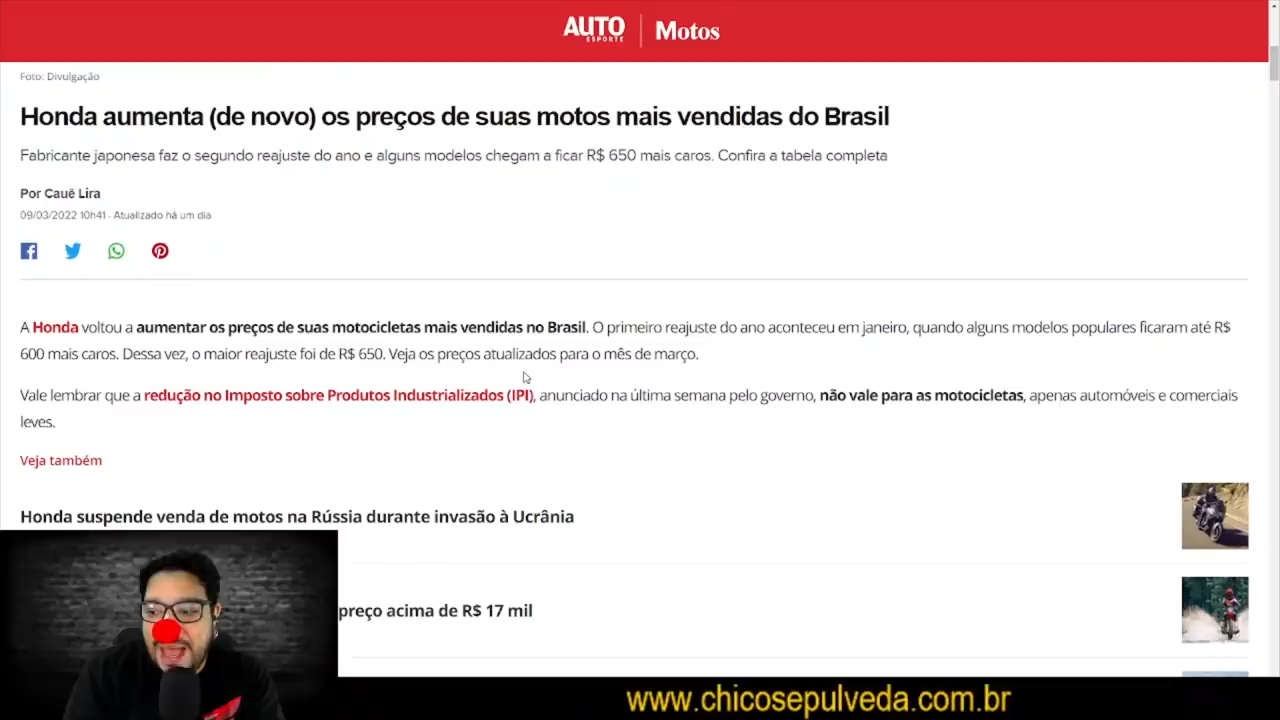 AUTO
ESPORTE
Motos
Foto: Divulgação
Honda aumenta (de novo) os preços de suas motos mais vendidas do Brasil
Fabricante japonesa faz o segundo reajuste do ano e alguns modelos chegam a ficar R$ 650 mais caros. Confira a tabela completa
Por Cauê Lira
09/03/2022 10h41 · Atualizado há um dia
A Honda voltou a aumentar os preços de suas motocicletas mais vendidas no Brasil. O primeiro reajuste do ano aconteceu em janeiro, quando alguns modelos populares ficaram até R$
600 mais caros. Dessa vez, o maior reajuste foi de R$ 650. Veja os preços atualizados para o mês de março.
Vale lembrar que a redução no Imposto sobre Produtos Industrializados (IPI), anunciado na última semana pelo governo, não vale para as motocicletas, apenas automóveis e comerciais
leves.
Veja também
Honda suspende venda de motos na Rússia durante invasão à Ucrânia
preço acima de R$ 17 mil
www.chicosepulveda.com.br